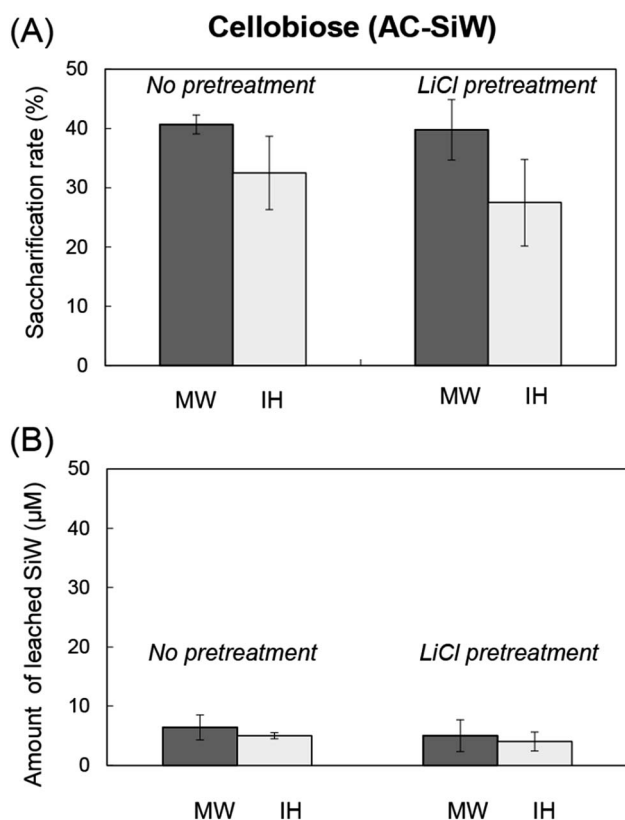 (A)
Cellobiose (AC-SiW)
Saccharification rate (%)
50
40
30
20
10
0
No pretreatment
LiCl pretreatment
MW
IH
MW
IH
(B)
Amount of leached SiW (µM)
50
40
30
20
10
0
No pretreatment
LiCl pretreatment
MW
IH
MW
IH